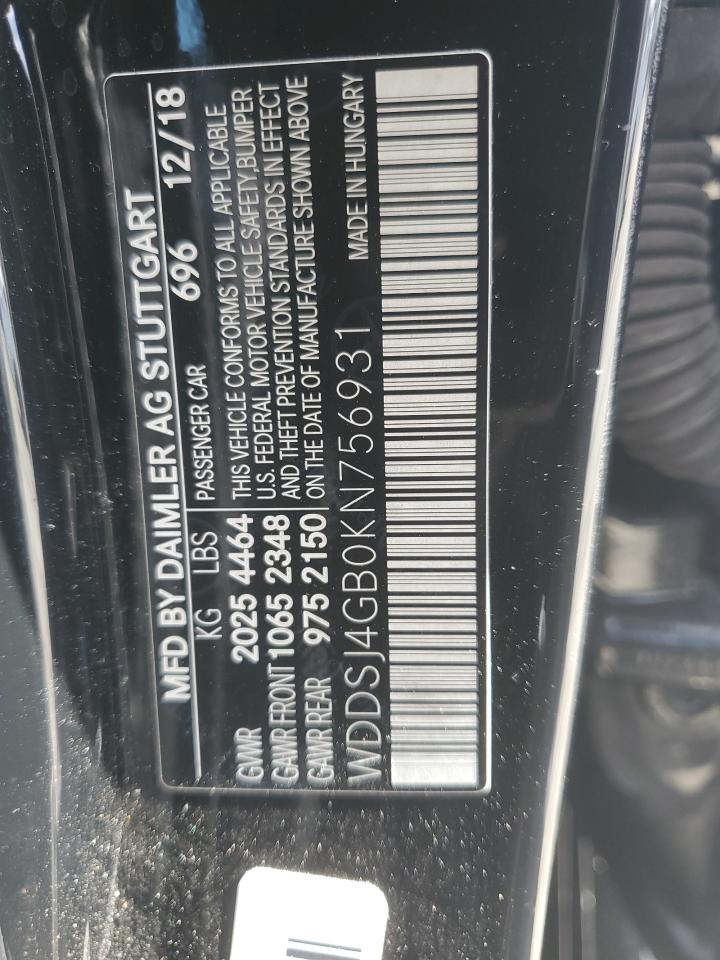 MFD BY DAIMLER AG STUTTGART
KG LBS 696 12/18
PASSENGER CAR
GVWR 2025 4464 THIS VEHICLE CONFORMS TO ALL APPLICABLE
GAWR FRONT 1065 2348 U.S. FEDERAL MOTOR VEHICLE SAFETY,BUMPER
AND THEFT PREVENTION STANDARDS IN EFFECT
GAWR REAR 975 2150 ON THE DATE OF MANUFACTURE SHOWN ABOVE
WDDSJ4GB0KN756931 MADE IN HUNGARY